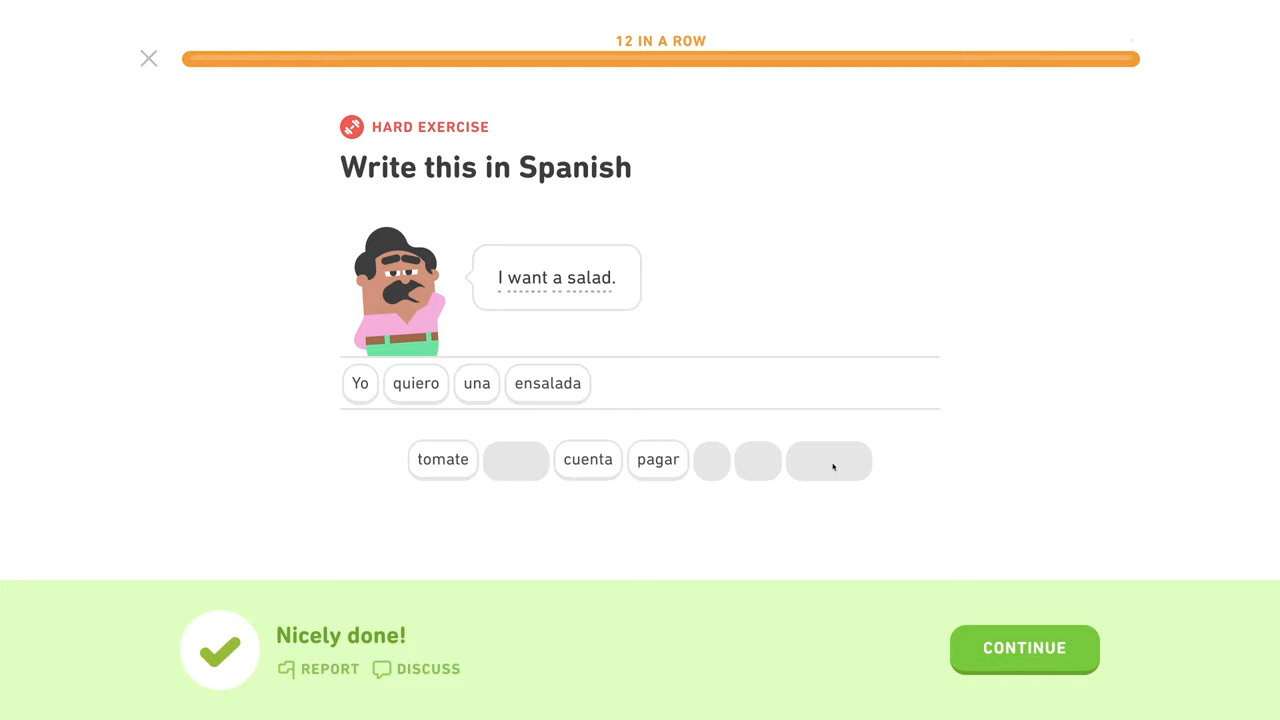 12 IN A ROW
HARD EXERCISE
Write this in Spanish
I want a salad.
Yo quiero una ensalada
tomate cuenta pagar
Nicely done!
REPORT DISCUSS
CONTINUE